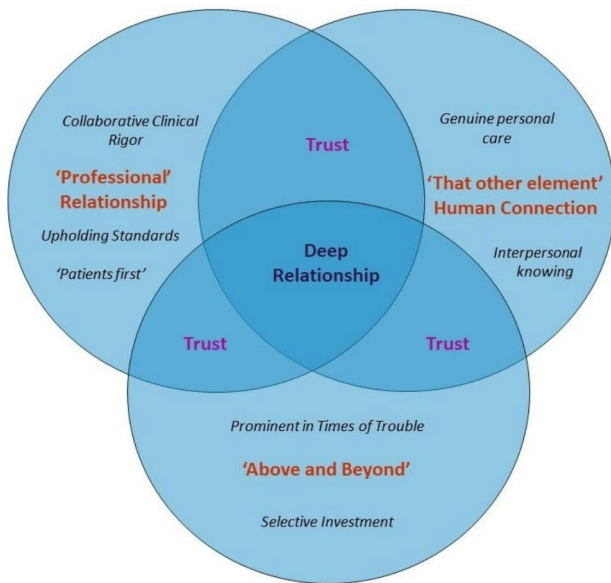 Collaborative Clinical
Rigor
‘Professional’
Relationship
Upholding Standards
‘Patients first’
Trust
Genuine personal
care
‘That other element’
Human Connection
Interpersonal
knowing
Deep
Relationship
Trust
Trust
Prominent in Times of Trouble
‘Above and Beyond’
Selective Investment